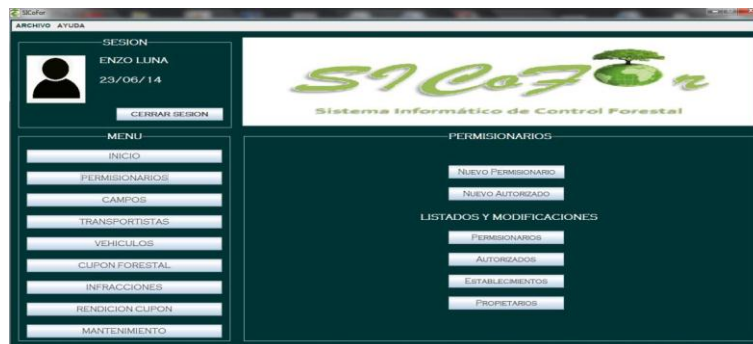 SICoFor
ARCHIVO AYUDA
SESION
ENZO LUNA
23/06/14
CERRAR SESION
SICoFor
Sistema Informático de Control Forestal
MENU
INICIO
PERMISIONARIOS
CAMPOS
TRANSPORTISTAS
VEHICULOS
CUPON FORESTAL
INFRACCIONES
RENDICION CUPON
MANTENIMIENTO
PERMISIONARIOS
NUEVO PERMISIONARIO
NUEVO AUTORIZADO
LISTADOS Y MODIFICACIONES
PERMISIONARIOS
AUTORIZADOS
ESTABLECIMIENTOS
PROPIETARIOS